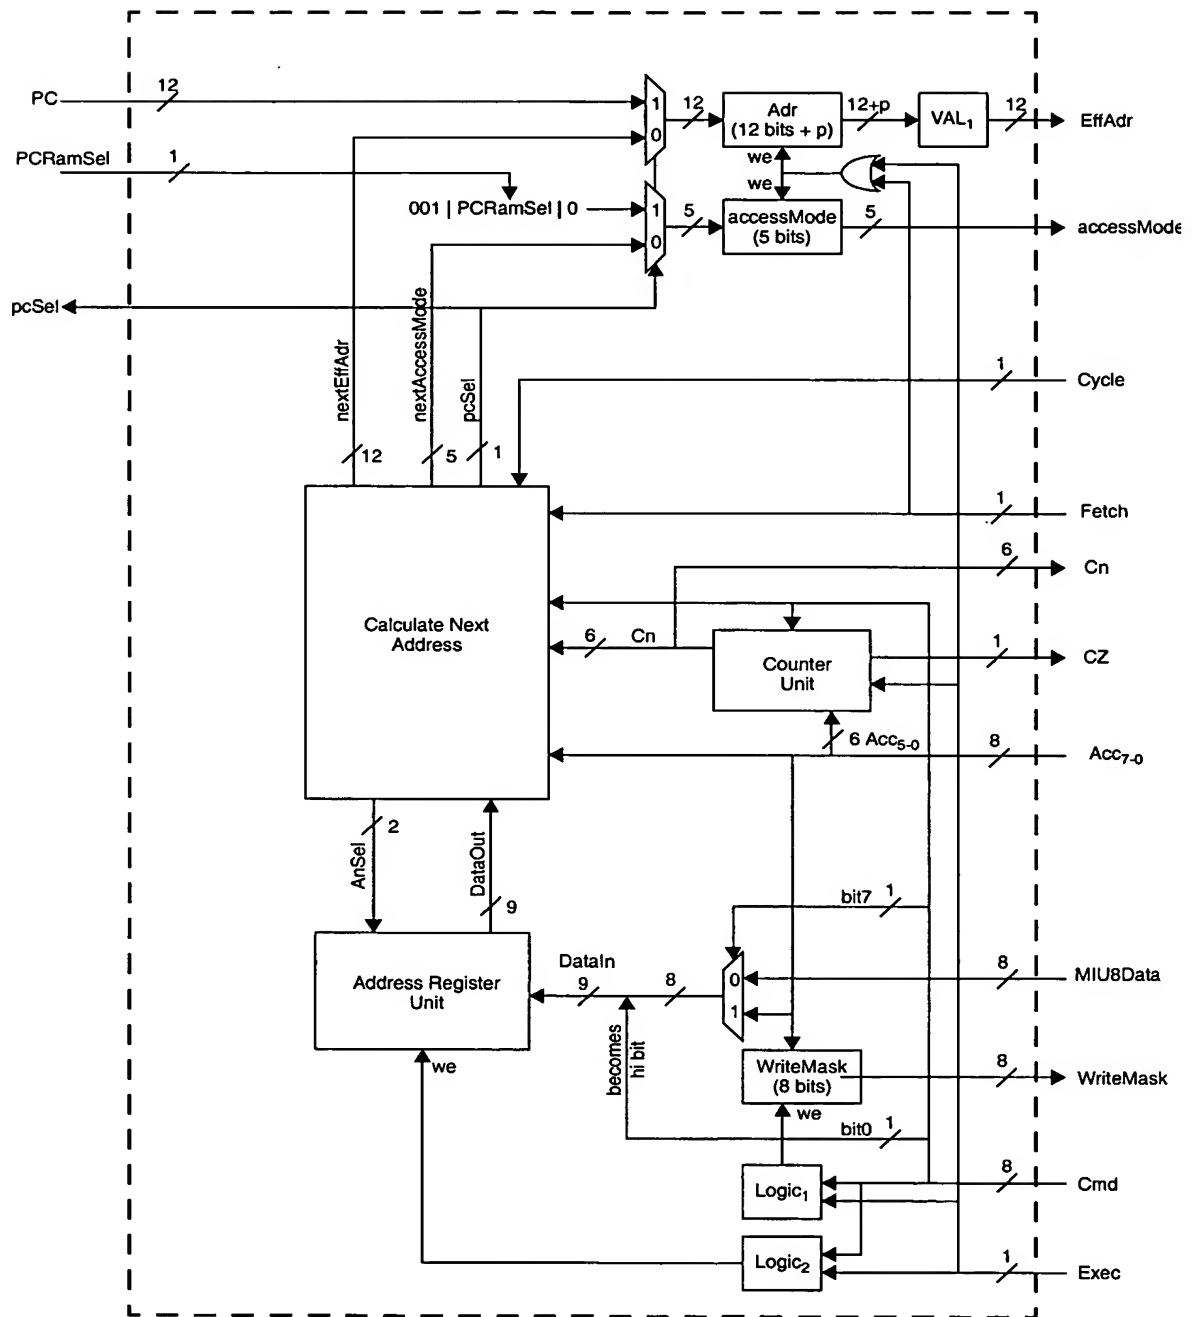 PC
12
1
0
12
Adr
(12 bits + p)
12+p
VAL1
12
EffAdr
PCRamSel
1
we
we
001 | PCRamSel | 0
1
0
5
accessMode
(5 bits)
5
accessMode
pcSel
nextEffAdr
nextAccessMode
pcSel
12
5
1
1
Cycle
1
Fetch
6
Cn
Calculate Next
Address
6
Cn
Counter
Unit
1
CZ
6 Acc5-0
8
Acc7-0
2
AnSel
DataOut
9
bit7
1
Address Register
Unit
DataIn
9
8
0
1
8
MIU8Data
we
becomes
hi bit
WriteMask
(8 bits)
8
WriteMask
we
bit0
1
Logic1
8
Cmd
Logic2
1
Exec